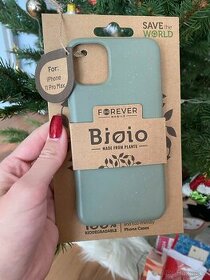 SAVE the
WORLD
For:
iPhone
11 Pro Max
FOREVER
Bioio
MADE FROM PLANTS
100%
BIODEGRADABLE
Phone Cases